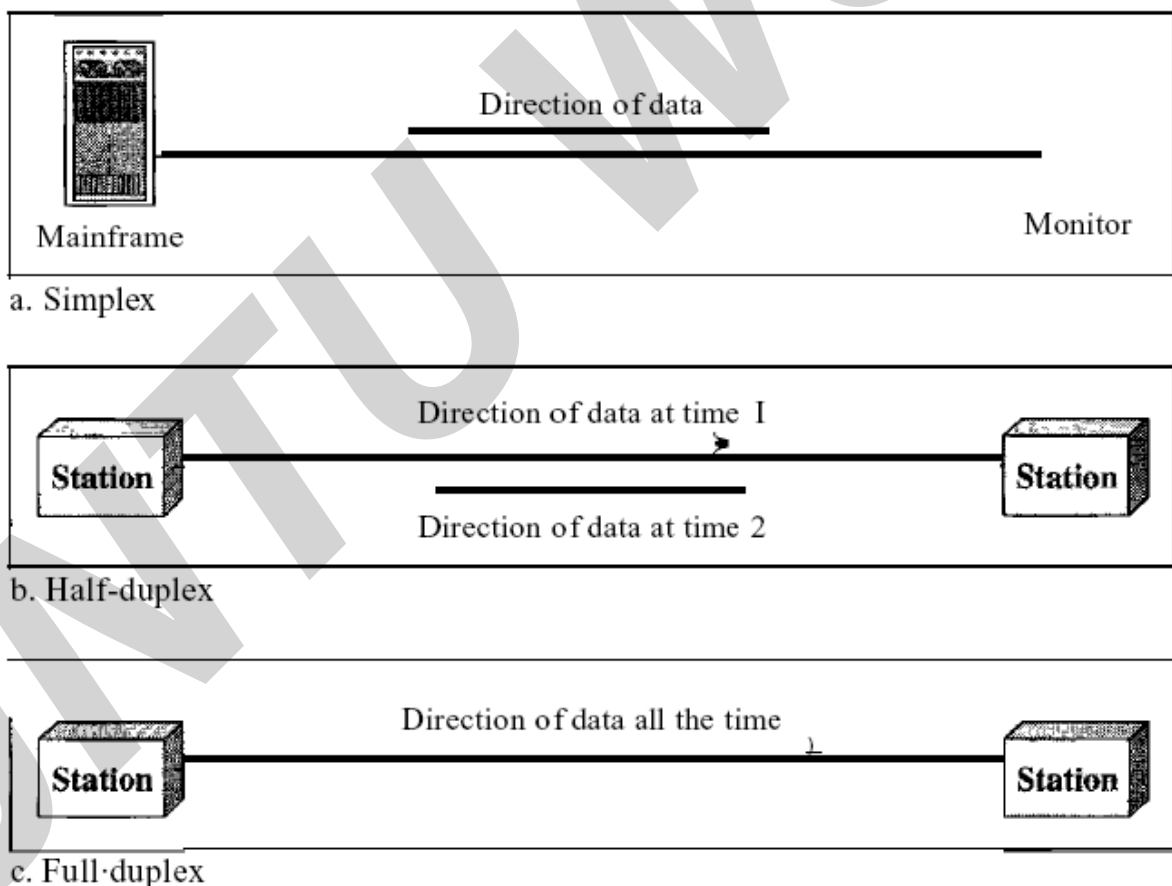 Direction of data
Mainframe
Monitor
a. Simplex
Direction of data at time I
Station
Station
Direction of data at time 2
b. Half-duplex
Direction of data all the time
Station
Station
c. Full·duplex
NTU W